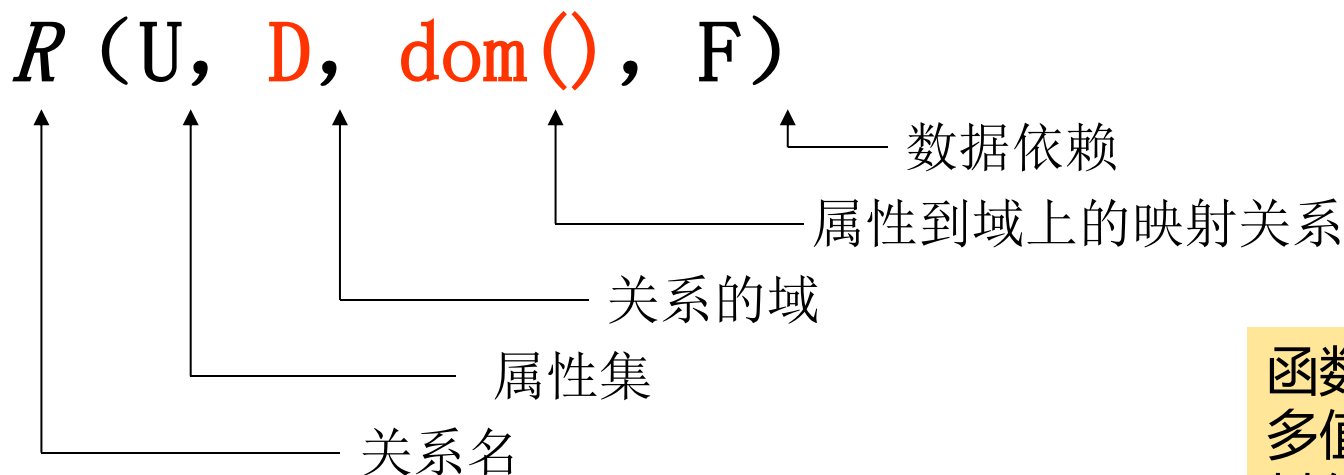 R（U，D，dom()，F）
数据依赖
属性到域上的映射关系
关系的域
属性集
关系名
函数
多值